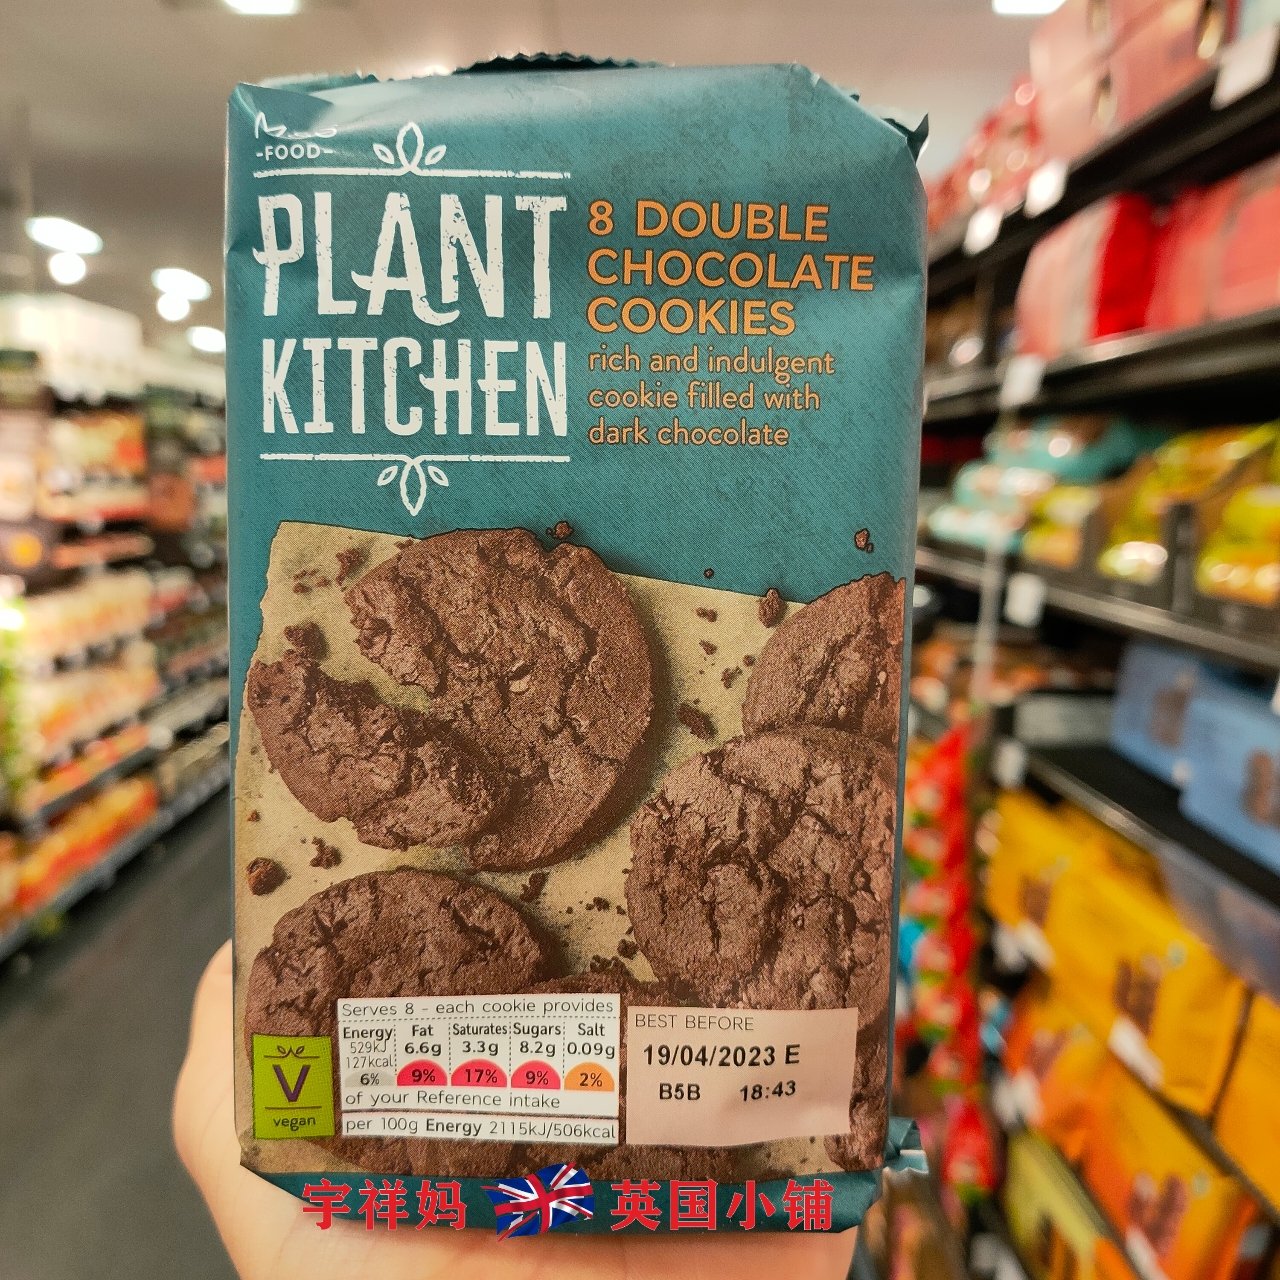 M&S
-FOOD-
PLANT
KITCHEN
8 DOUBLE
CHOCOLATE
COOKIES
rich and indulgent
cookie filled with
dark chocolate
Serves 8 - each cookie provides
Energy Fat Saturates Sugars Salt
529kJ 6.6g 3.3g 8.2g 0.09g
127kcal
6% 9% 17% 9% 2%
of your Reference intake
per 100g Energy 2115kJ/506kcal
V
vegan
BEST BEFORE
19/04/2023 E
B5B 18:43
宇祥妈 英国小铺